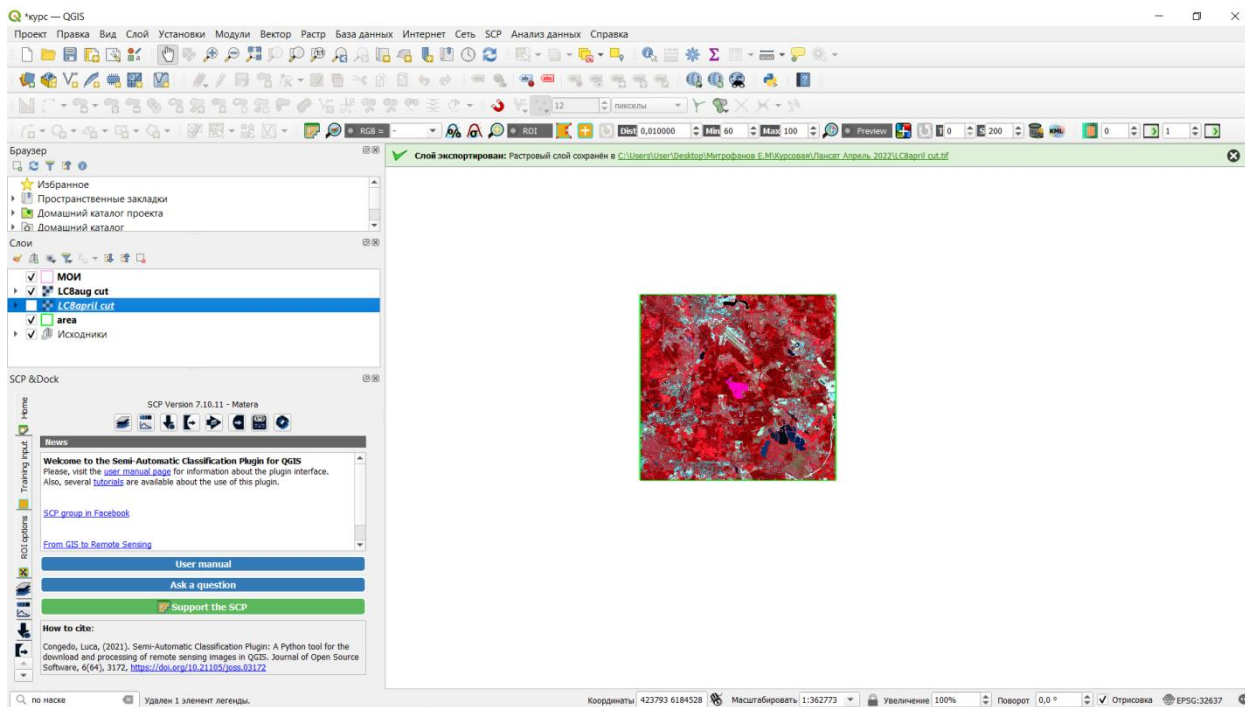 *курс — QGIS
Проект Правка Вид Слой Установки Модули Вектор Растр База данных Интернет Сеть SCP Анализ данных Справка
12 пикселы
RGB = - ROI Dist 0,010000 Min 60 Max 100 Preview T 0 S 200 KML 0 1
Браузер
Избранное
Пространственные закладки
Домашний каталог проекта
Домашний каталог
Слой экспортирован: Растровый слой сохранён в C:\Users\User\Desktop\Митрофанов Е.М\Курсовая\Лансат Апрель 2022\LC8april cut.tif
Слои
МОИ
LC8aug cut
LC8april cut
area
Исходники
SCP &Dock
Home
Training input
ROI options
SCP Version 7.10.11 - Matera
News
Welcome to the Semi-Automatic Classification Plugin for QGIS
Please, visit the user manual page for information about the plugin interface.
Also, several tutorials are available about the use of this plugin.
SCP group in Facebook
From GIS to Remote Sensing
User manual
Ask a question
Support the SCP
How to cite:
Congedo, Luca, (2021). Semi-Automatic Classification Plugin: A Python tool for the
download and processing of remote sensing images in QGIS. Journal of Open Source
Software, 6(64), 3172, https://doi.org/10.21105/joss.03172
по маске Удален 1 элемент легенды. Координаты 423793 6184528 Масштабировать 1:362773 Увеличение 100% Поворот 0,0 ° Отрисовка EPSG:32637